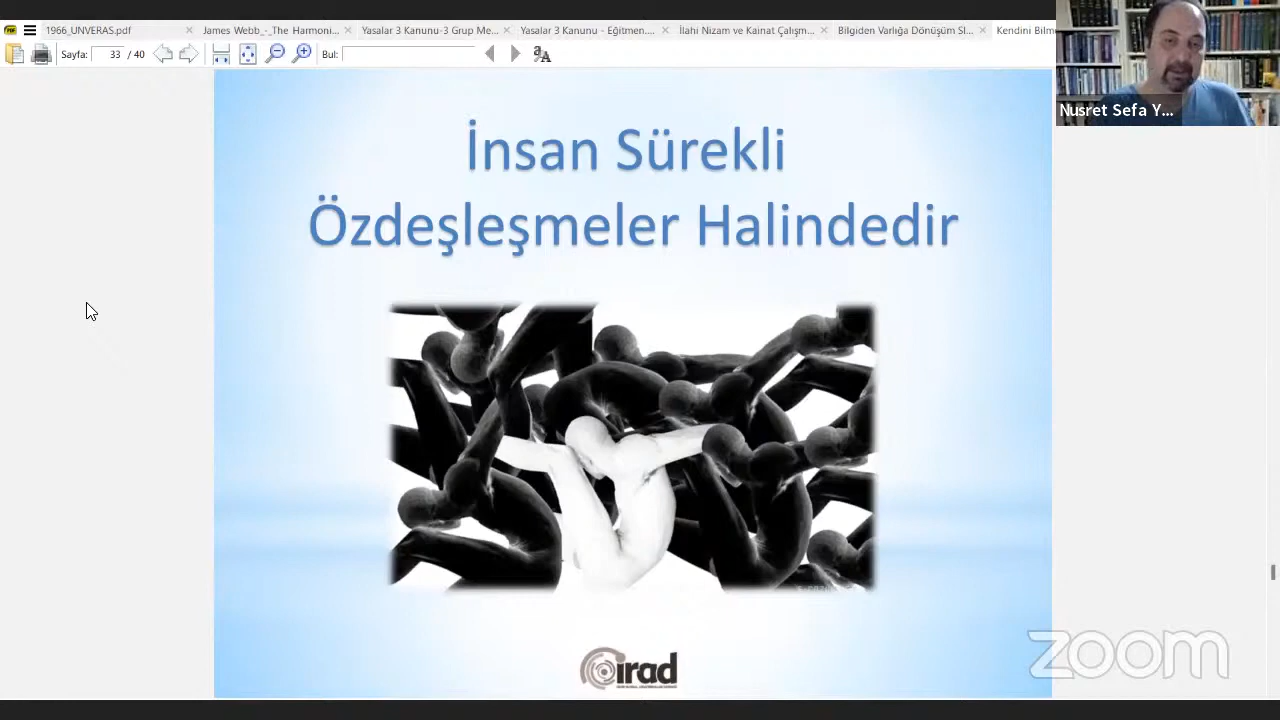 1966_UNVERAS.pdf
James Webb_-_The Harmoni...
Yasalar 3 Kanunu-3 Grup Me...
Yasalar 3 Kanunu - Eğitmen....
İlahi Nizam ve Kainat Çalışm...
Bilgiden Varlığa Dönüşüm Sl...
Kendini Bilm
Sayfa: 33 / 40
Bul:
Nusret Sefa Y...
İnsan Sürekli
Özdeşleşmeler Halindedir
irad
zoom